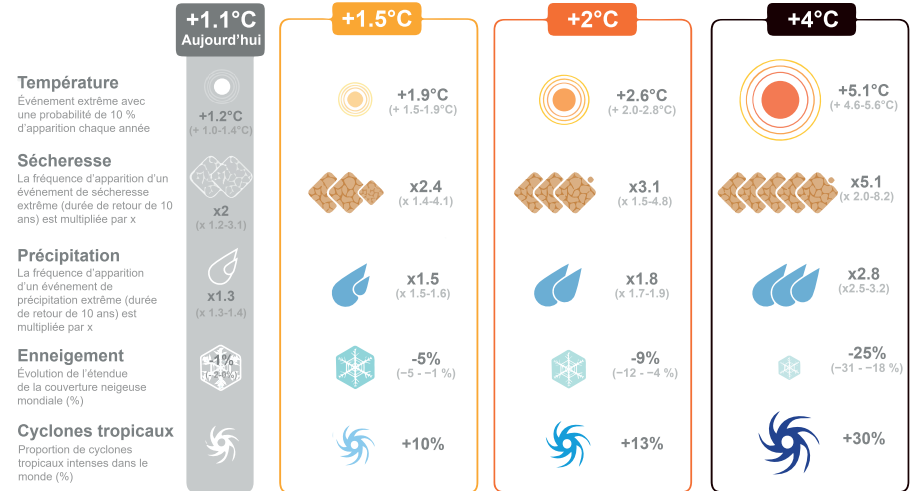 +1.1°C
Aujourd'hui
+1.5°C
+2°C
+4°C
Température
Événement extrême avec
une probabilité de 10 %
d'apparition chaque année
+1.2°C
(+ 1.0-1.4°C)
+1.9°C
(+ 1.5-1.9°C)
+2.6°C
(+ 2.0-2.8°C)
+5.1°C
(+ 4.6-5.6°C)
Sécheresse
La fréquence d'apparition d'un
événement de sécheresse
extrême (durée de retour de 10
ans) est multipliée par x
x2
(x 1.2-3.1)
x2.4
(x 1.4-4.1)
x3.1
(x 1.5-4.8)
x5.1
(x 2.0-8.2)
Précipitation
La fréquence d'apparition
d'un événement de
précipitation extrême (durée
de retour de 10 ans) est
multipliée par x
x1.3
(x 1.3-1.4)
x1.5
(x 1.5-1.6)
x1.8
(x 1.7-1.9)
x2.8
(x2.5-3.2)
Enneigement
Évolution de l'étendue
de la couverture neigeuse
mondiale (%)
-1%
-5%
(−5 - −1 %)
-9%
(−12 - −4 %)
-25%
(−31 - −18 %)
Cyclones tropicaux
Proportion de cyclones
tropicaux intenses dans le
monde (%)
+10%
+13%
+30%